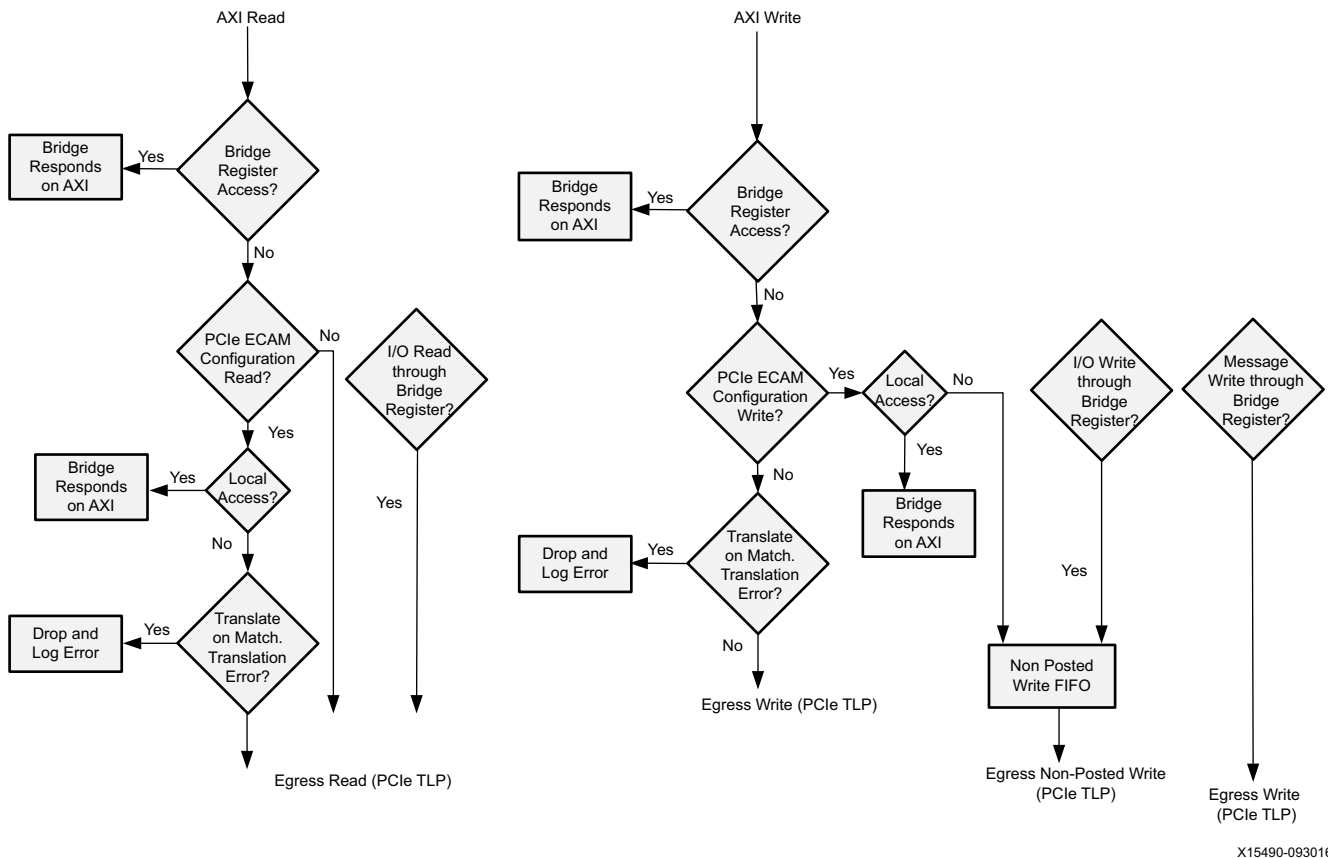 AXI Read
Bridge
Register
Access?
Yes
Bridge
Responds
on AXI
No
PCIe ECAM
Configuration
Read?
No
Yes
I/O Read
through
Bridge
Register?
Yes
Local
Access?
Yes
Bridge
Responds
on AXI
No
Translate
on Match.
Translation
Error?
Yes
Drop and
Log Error
Egress Read (PCIe TLP)
AXI Write
Bridge
Register
Access?
Yes
Bridge
Responds
on AXI
No
PCIe ECAM
Configuration
Write?
Yes
Local
Access?
No
Yes
Bridge
Responds
on AXI
No
Translate
on Match.
Translation
Error?
Yes
Drop and
Log Error
No
Egress Write (PCIe TLP)
I/O Write
through
Bridge
Register?
Yes
Non Posted
Write FIFO
Egress Non-Posted Write
(PCIe TLP)
Message
Write through
Bridge
Register?
Yes
Egress Write
(PCIe TLP)
X15490-093016